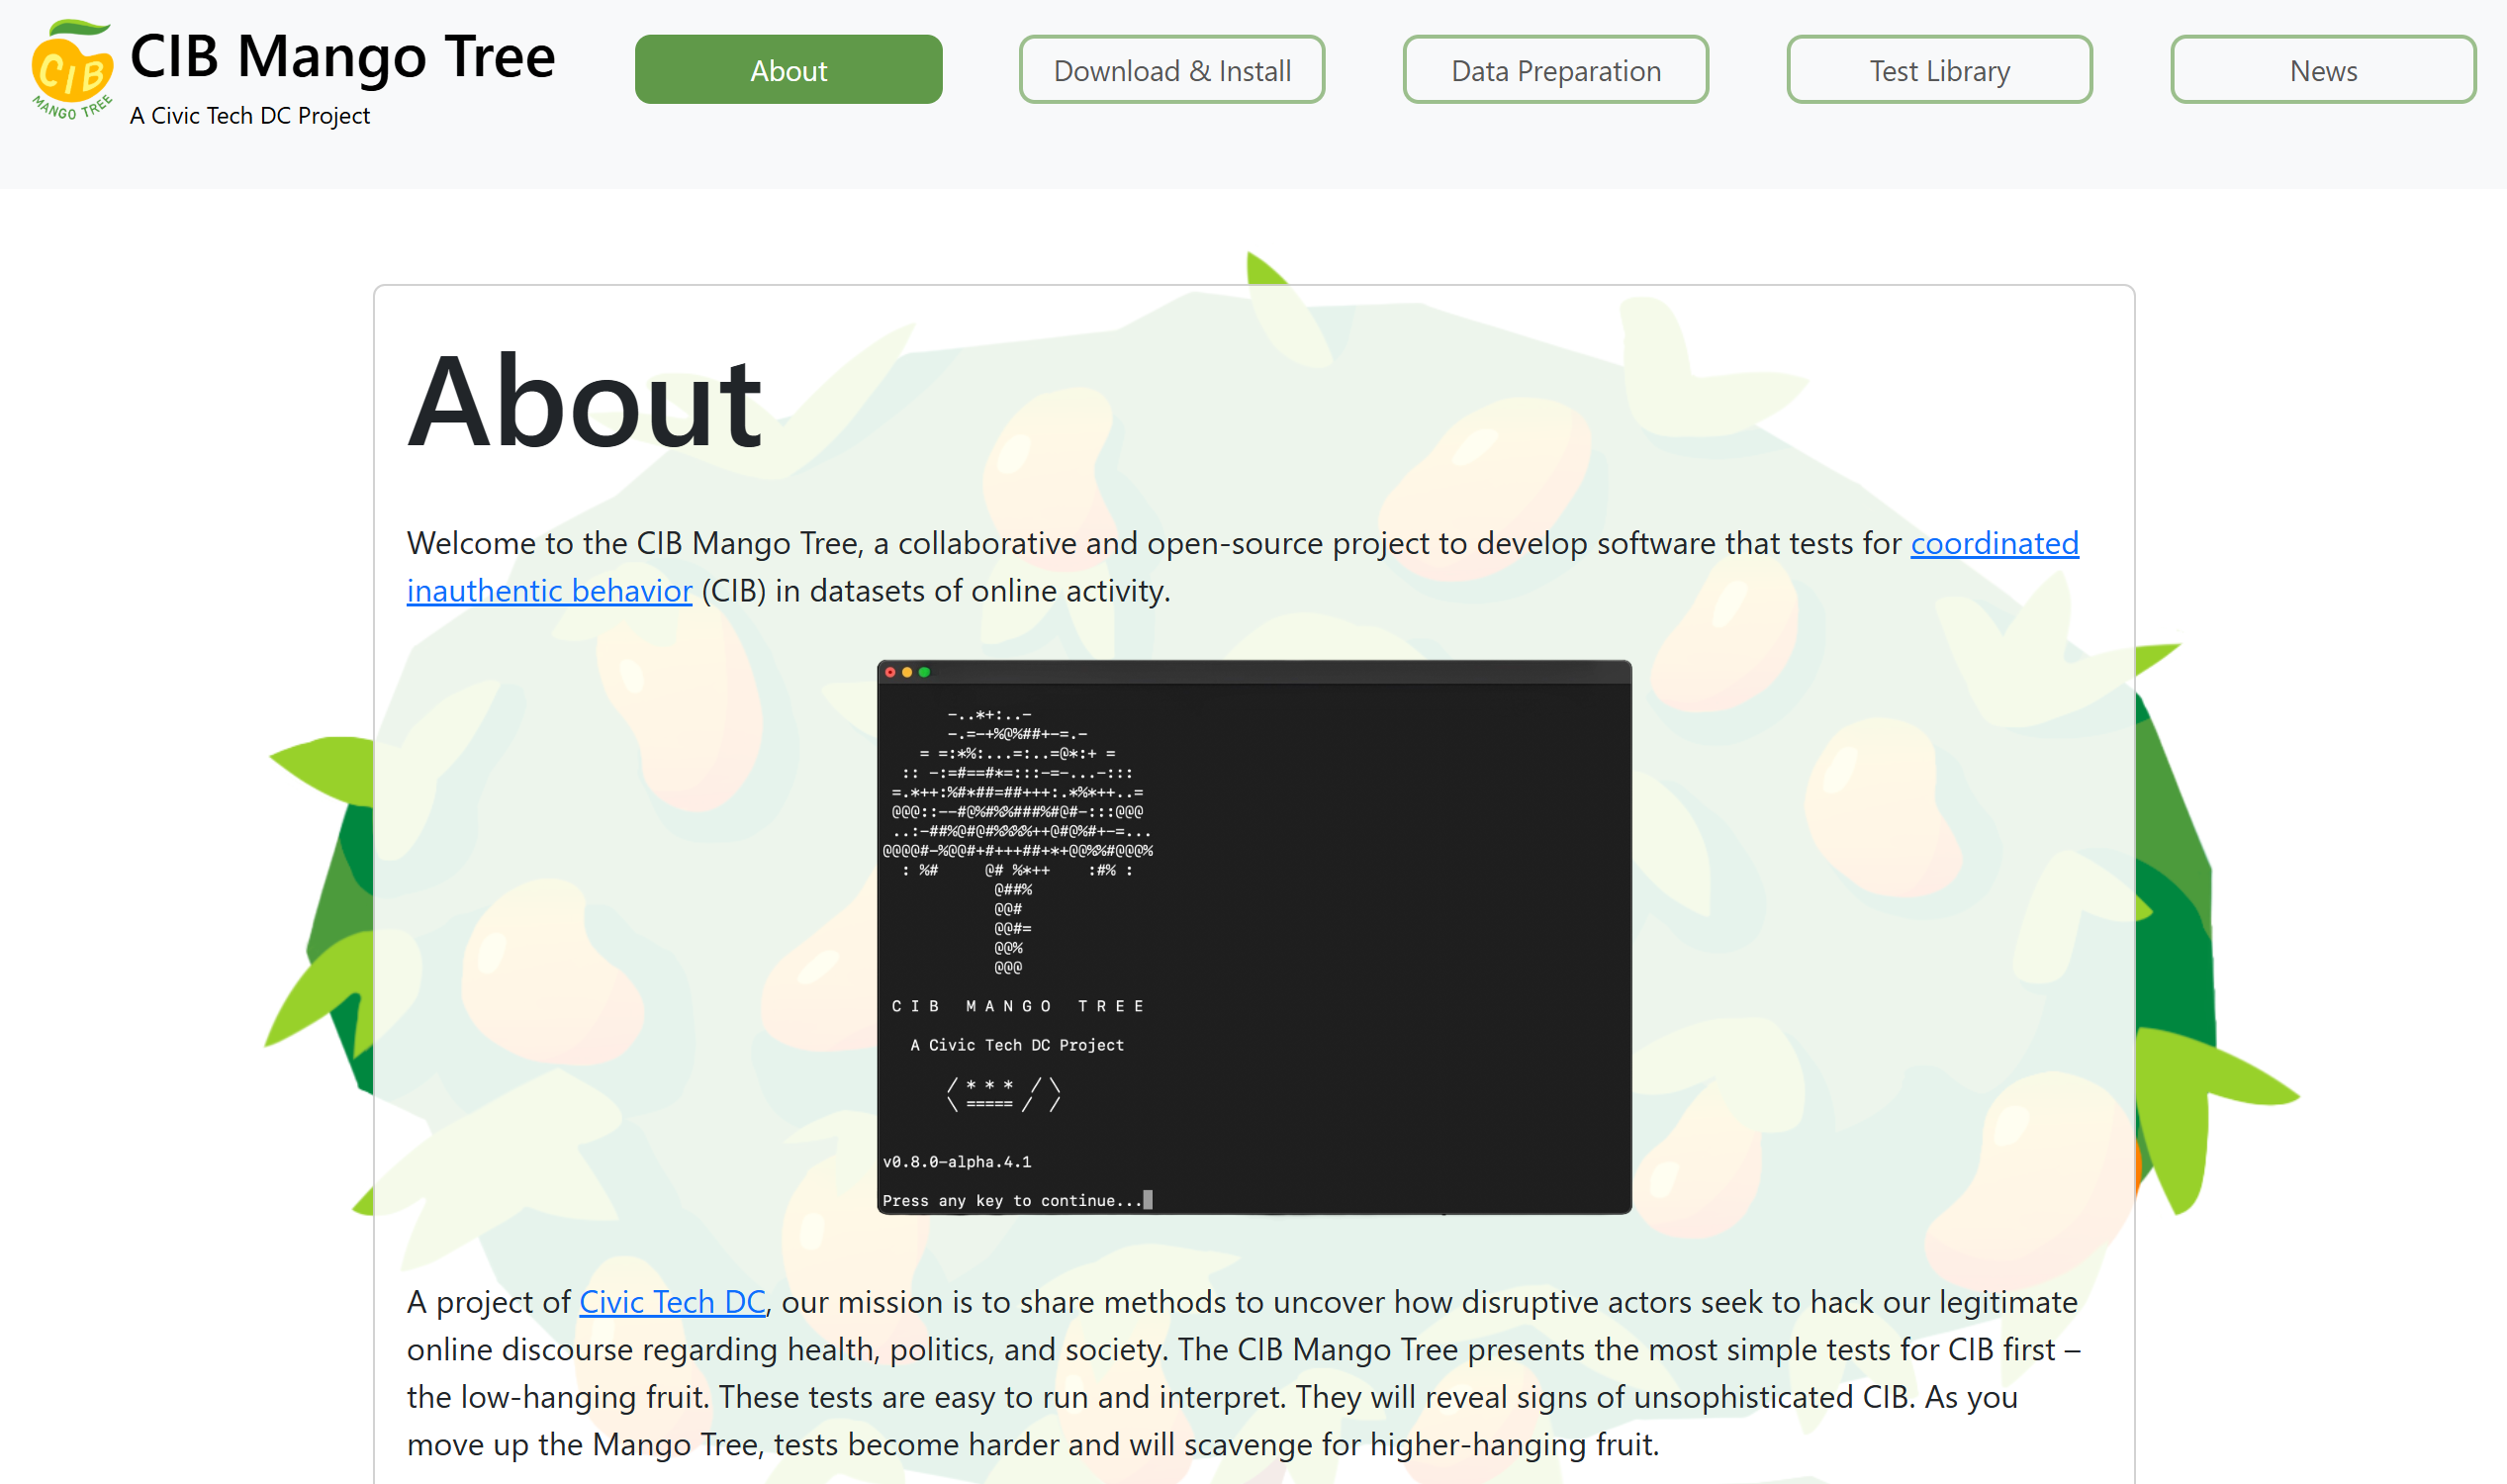 CIB
MANGO TREE
CIB Mango Tree
A Civic Tech DC Project
About
Download & Install
Data Preparation
Test Library
News
About
Welcome to the CIB Mango Tree, a collaborative and open-source project to develop software that tests for coordinated
inauthentic behavior (CIB) in datasets of online activity.
-..*+:..-
-.=-+%@%##+-=.-
= =:*%:...=:..=@*:+ =
:: -:=#==#*=:::-=-...-:::
=.*++:%#*##=##+++:.*%*++..=
@@@::--#@%#%%###%#@#-:::@@@
..:-##%@#@#%%%%++@#@%#+-=...
@@@@#-%@@#+#+++##+*+@@%%#@@@%
: %# @# %*++ :#% :
@##%
@@#
@@#=
@@%
@@@
C I B M A N G O T R E E
A Civic Tech DC Project
/ * * * / \
\ ===== / /
v0.8.0-alpha.4.1
Press any key to continue...
A project of Civic Tech DC, our mission is to share methods to uncover how disruptive actors seek to hack our legitimate
online discourse regarding health, politics, and society. The CIB Mango Tree presents the most simple tests for CIB first –
the low-hanging fruit. These tests are easy to run and interpret. They will reveal signs of unsophisticated CIB. As you
move up the Mango Tree, tests become harder and will scavenge for higher-hanging fruit.